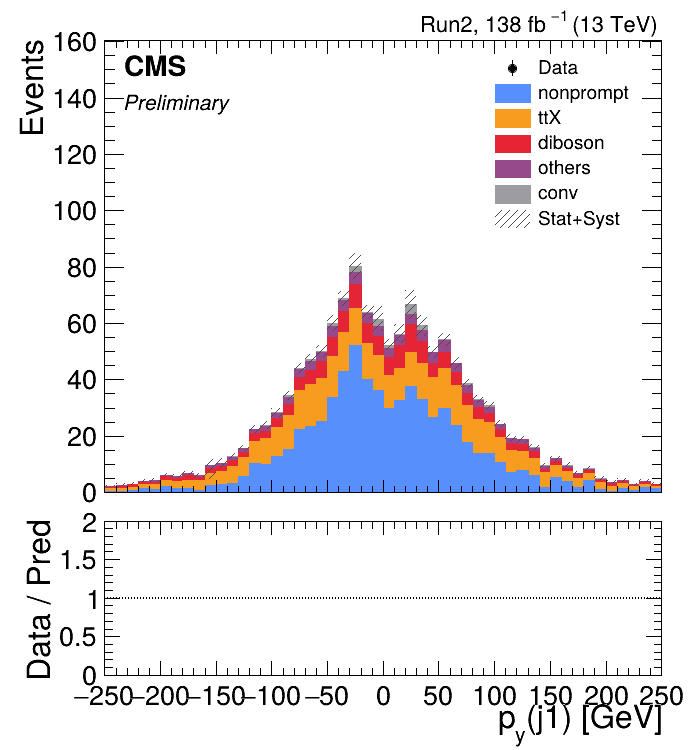 Run2, 138 fb⁻¹ (13 TeV)
Events
160
140
120
100
80
60
40
20
0
CMS
Preliminary
Data
nonprompt
ttX
diboson
others
conv
Stat+Syst
Data / Pred
2
1.5
1
0.5
0
−250 −200 −150 −100 −50 0 50 100 150 200 250
p_y(j1) [GeV]